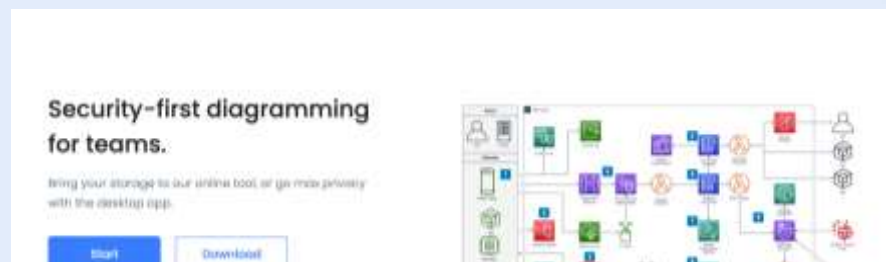 Security-first diagramming
for teams.
Bring your storage to our online tool, or go max privacy
with the desktop app.
Start
Download